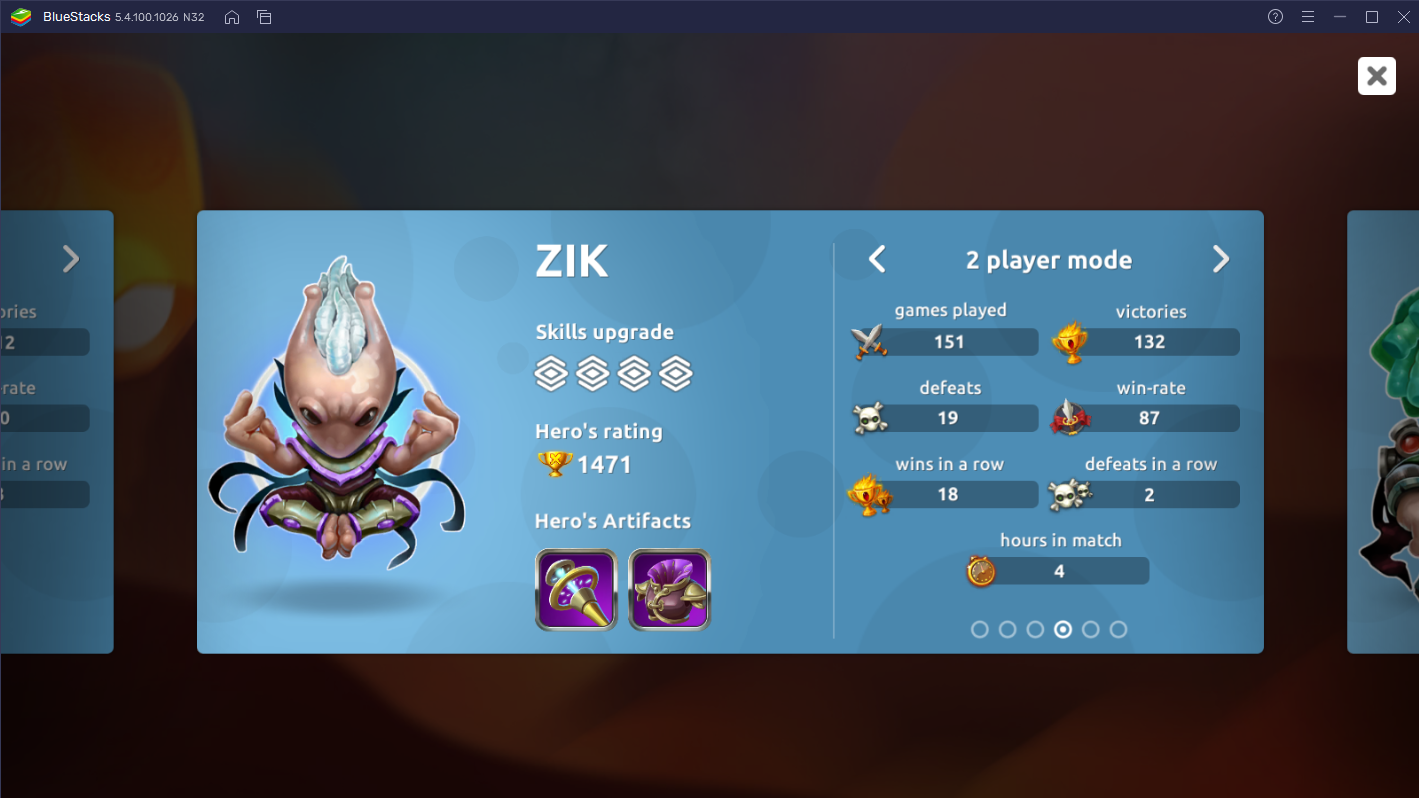 BlueStacks 5.4.100.1026 N32
ZIK
2 player mode
Skills upgrade
games played
victories
151
132
defeats
win-rate
19
87
Hero's rating
1471
wins in a row
defeats in a row
18
2
Hero's Artifacts
hours in match
4
in a row